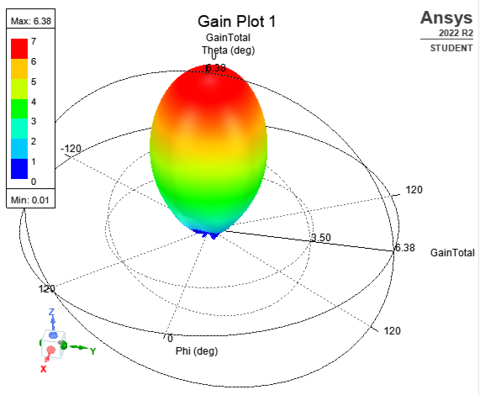 Gain Plot 1
GainTotal
Theta (deg)
0
6.38
Ansys
2022 R2
STUDENT
Max: 6.38
7
6
5
4
3
2
1
0
Min: 0.01
-120
120
3.50
6.38
GainTotal
120
120
0
Phi (deg)
Z
Y
X